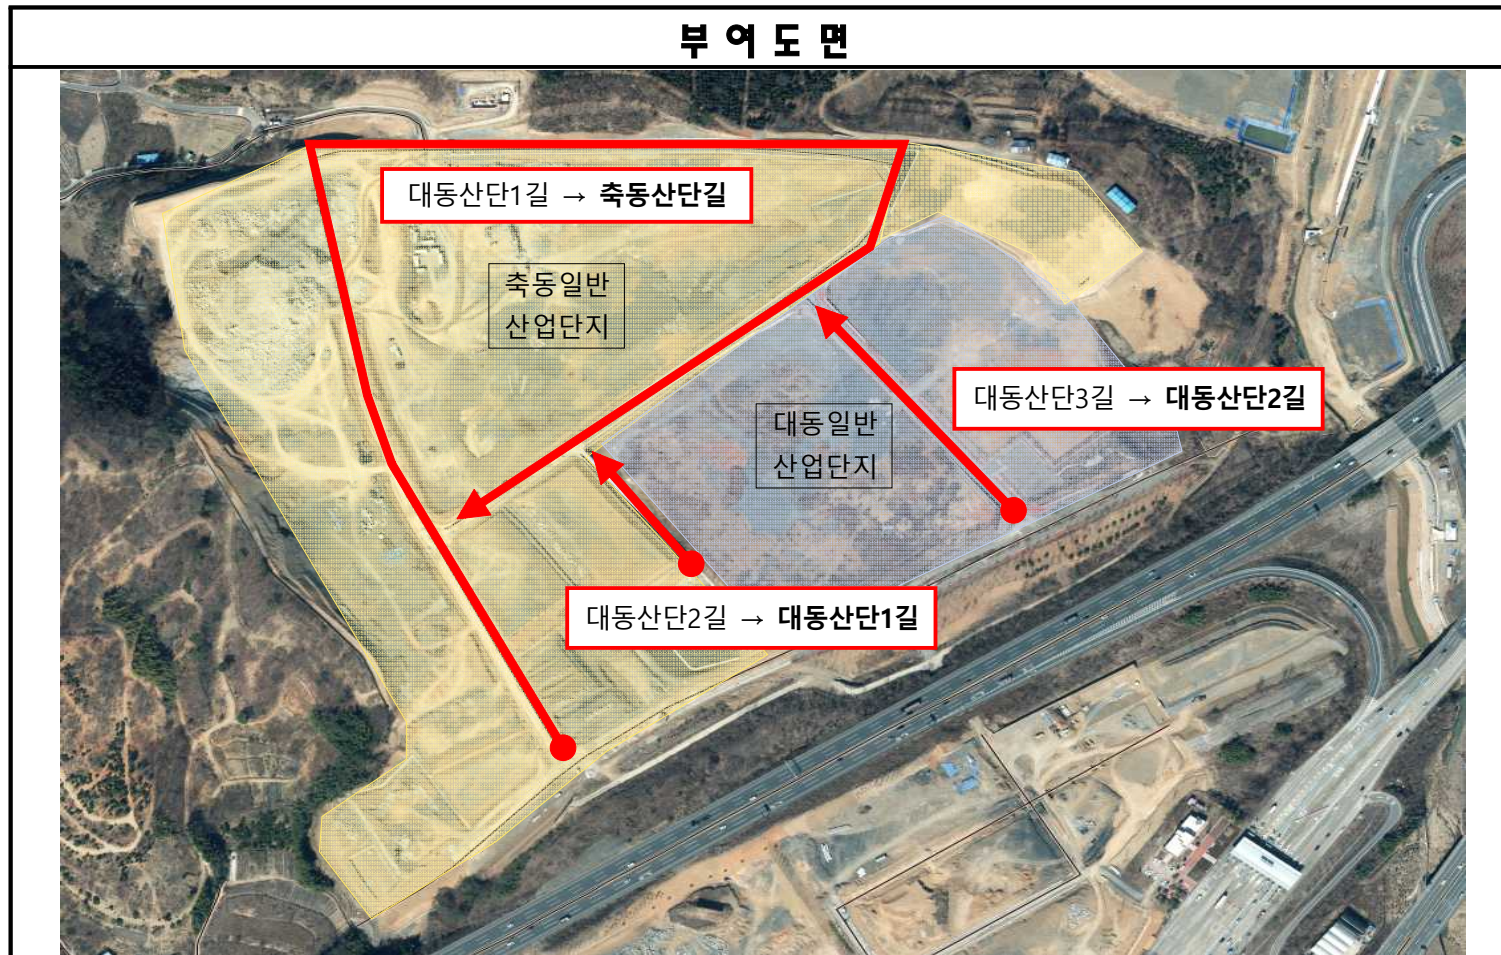 부 여 도 면
대동산단1길 → 축동산단길
축동일반
산업단지
대동산단3길 → 대동산단2길
대동일반
산업단지
대동산단2길 → 대동산단1길